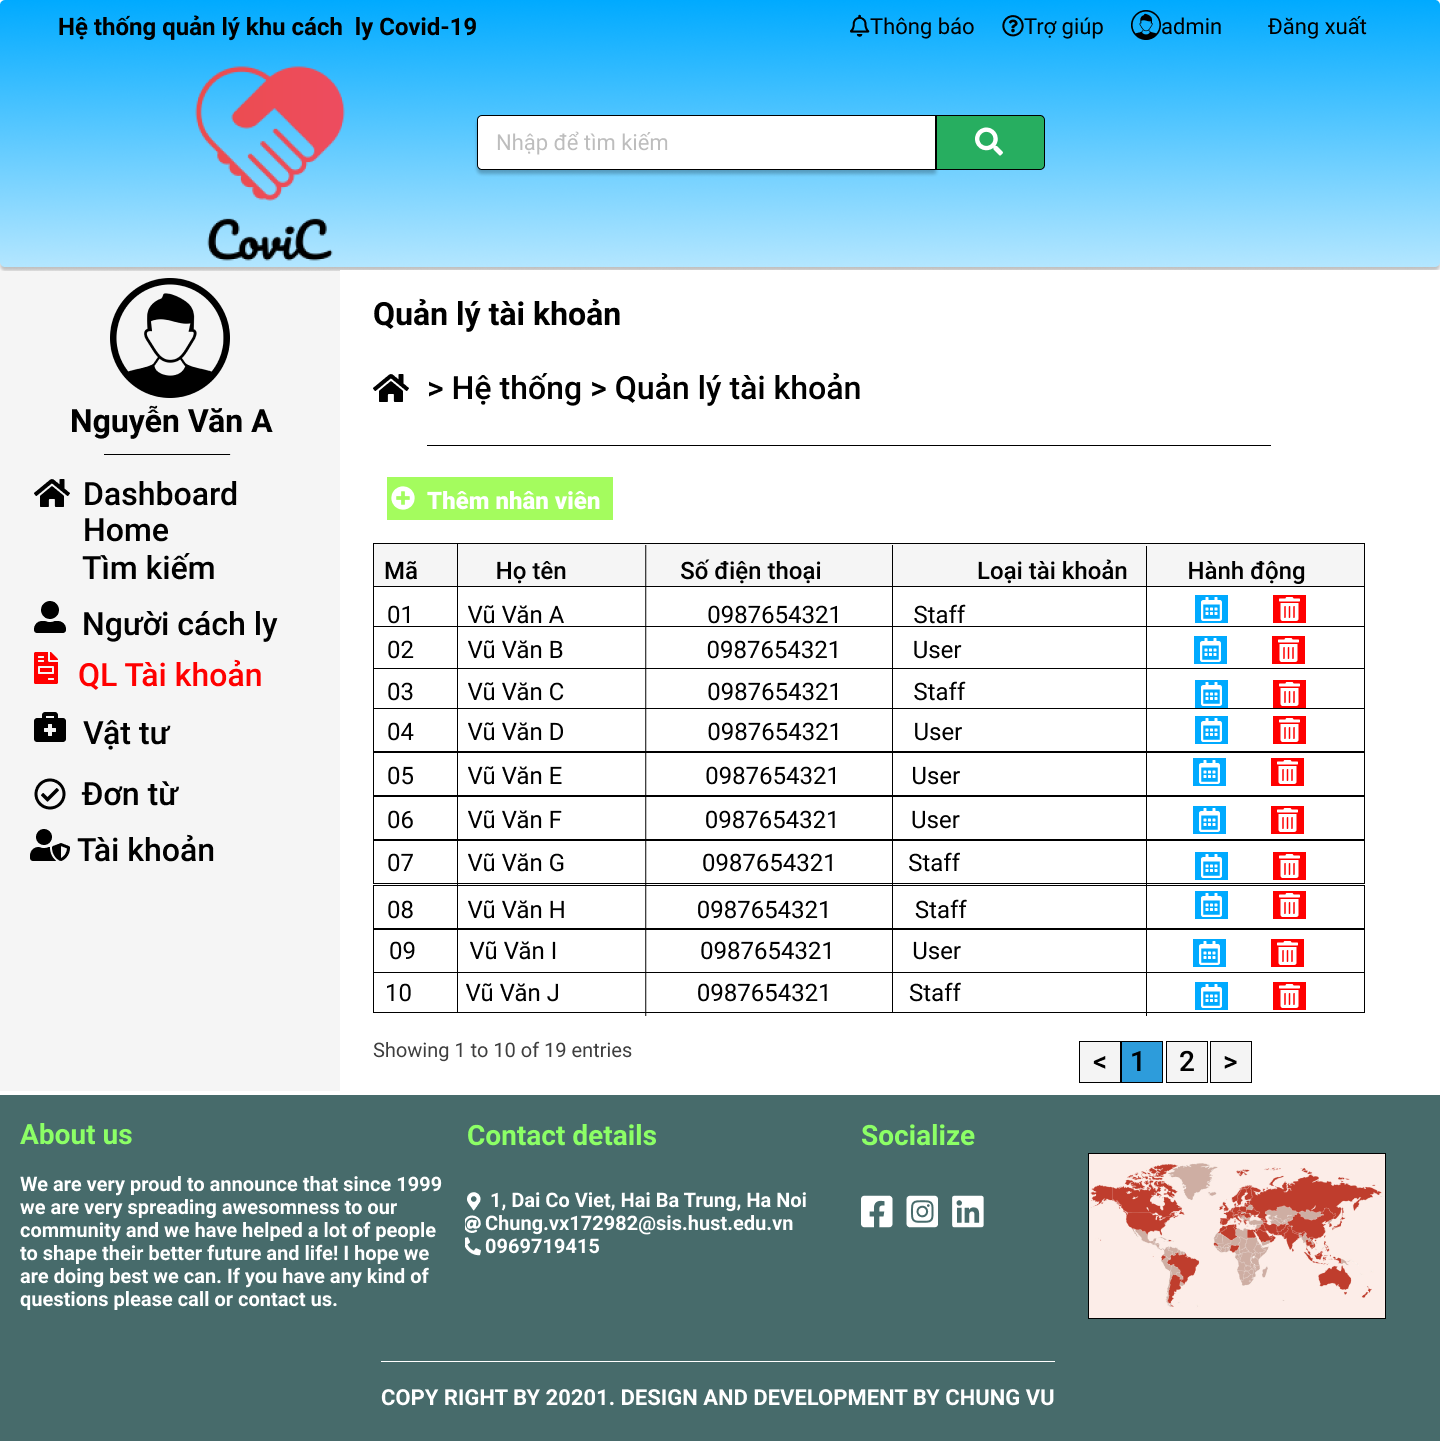 Hệ thống quản lý khu cách  ly Covid-19
Thông báo
Trợ giúp
admin
Đăng xuất
CoviC
Nhập để tìm kiếm
Nguyễn Văn A
Dashboard
Home
Tìm kiếm
Người cách ly
QL Tài khoản
Vật tư
Đơn từ
Tài khoản
Quản lý tài khoản
> Hệ thống > Quản lý tài khoản
Thêm nhân viên
Mã Họ tên Số điện thoại Loại tài khoản Hành động
01 Vũ Văn A 0987654321 Staff
02 Vũ Văn B 0987654321 User
03 Vũ Văn C 0987654321 Staff
04 Vũ Văn D 0987654321 User
05 Vũ Văn E 0987654321 User
06 Vũ Văn F 0987654321 User
07 Vũ Văn G 0987654321 Staff
08 Vũ Văn H 0987654321 Staff
09 Vũ Văn I 0987654321 User
10 Vũ Văn J 0987654321 Staff
Showing 1 to 10 of 19 entries
< 1 2 >
About us
We are very proud to announce that since 1999
we are very spreading awesomness to our
community and we have helped a lot of people
to shape their better future and life! I hope we
are doing best we can. If you have any kind of
questions please call or contact us.
Contact details
1, Dai Co Viet, Hai Ba Trung, Ha Noi
@ Chung.vx172982@sis.hust.edu.vn
0969719415
Socialize
COPY RIGHT BY 20201. DESIGN AND DEVELOPMENT BY CHUNG VU